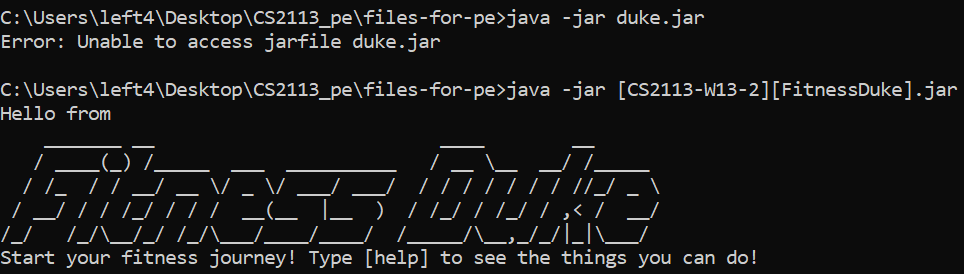 C:\Users\left4\Desktop\CS2113_pe\files-for-pe>java -jar duke.jar
Error: Unable to access jarfile duke.jar
C:\Users\left4\Desktop\CS2113_pe\files-for-pe>java -jar [CS2113-W13-2][FitnessDuke].jar
Hello from
Fitness Duke
Start your fitness journey! Type [help] to see the things you can do!